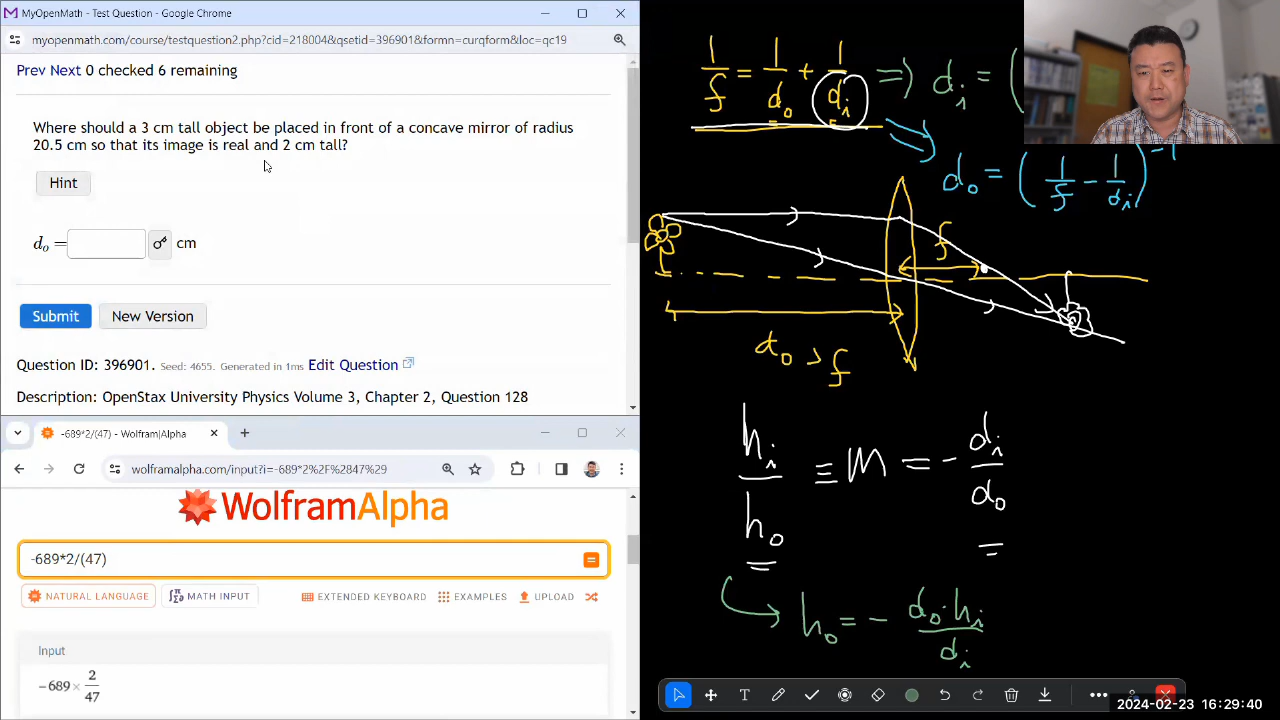 MyOpenMath - Test Question - Google Chrome
myopenmath.com/course/testquestion2.php?cid=218004&qsetid=396901&formn=curqform&loc=qc19
Prev Next 0 checked 6 remaining
Where must a 3 cm tall object be placed in front of a concave mirror of radius
20.5 cm so that its image is real and 2 cm tall?
Hint
dₒ = cm
Submit New Version
Question ID: 396901. Seed: 4655. Generated in 1ms Edit Question
Description: OpenStax University Physics Volume 3, Chapter 2, Question 128
-689*2/(47) - Wolfram|Alpha
wolframalpha.com/input?i=-689*2%2F%2847%29
WolframAlpha
-689*2/(47)
NATURAL LANGUAGE MATH INPUT EXTENDED KEYBOARD EXAMPLES UPLOAD
Input
-689 × 2/47
1/f = 1/dₒ + 1/dᵢ ⇒ dᵢ = (
dₒ = (1/f - 1/dᵢ)⁻¹
f
dₒ > f
hᵢ/hₒ ≡ m = - dᵢ/dₒ
hₒ = - dₒ·hᵢ/dᵢ
T
2024-02-23 16:29:40